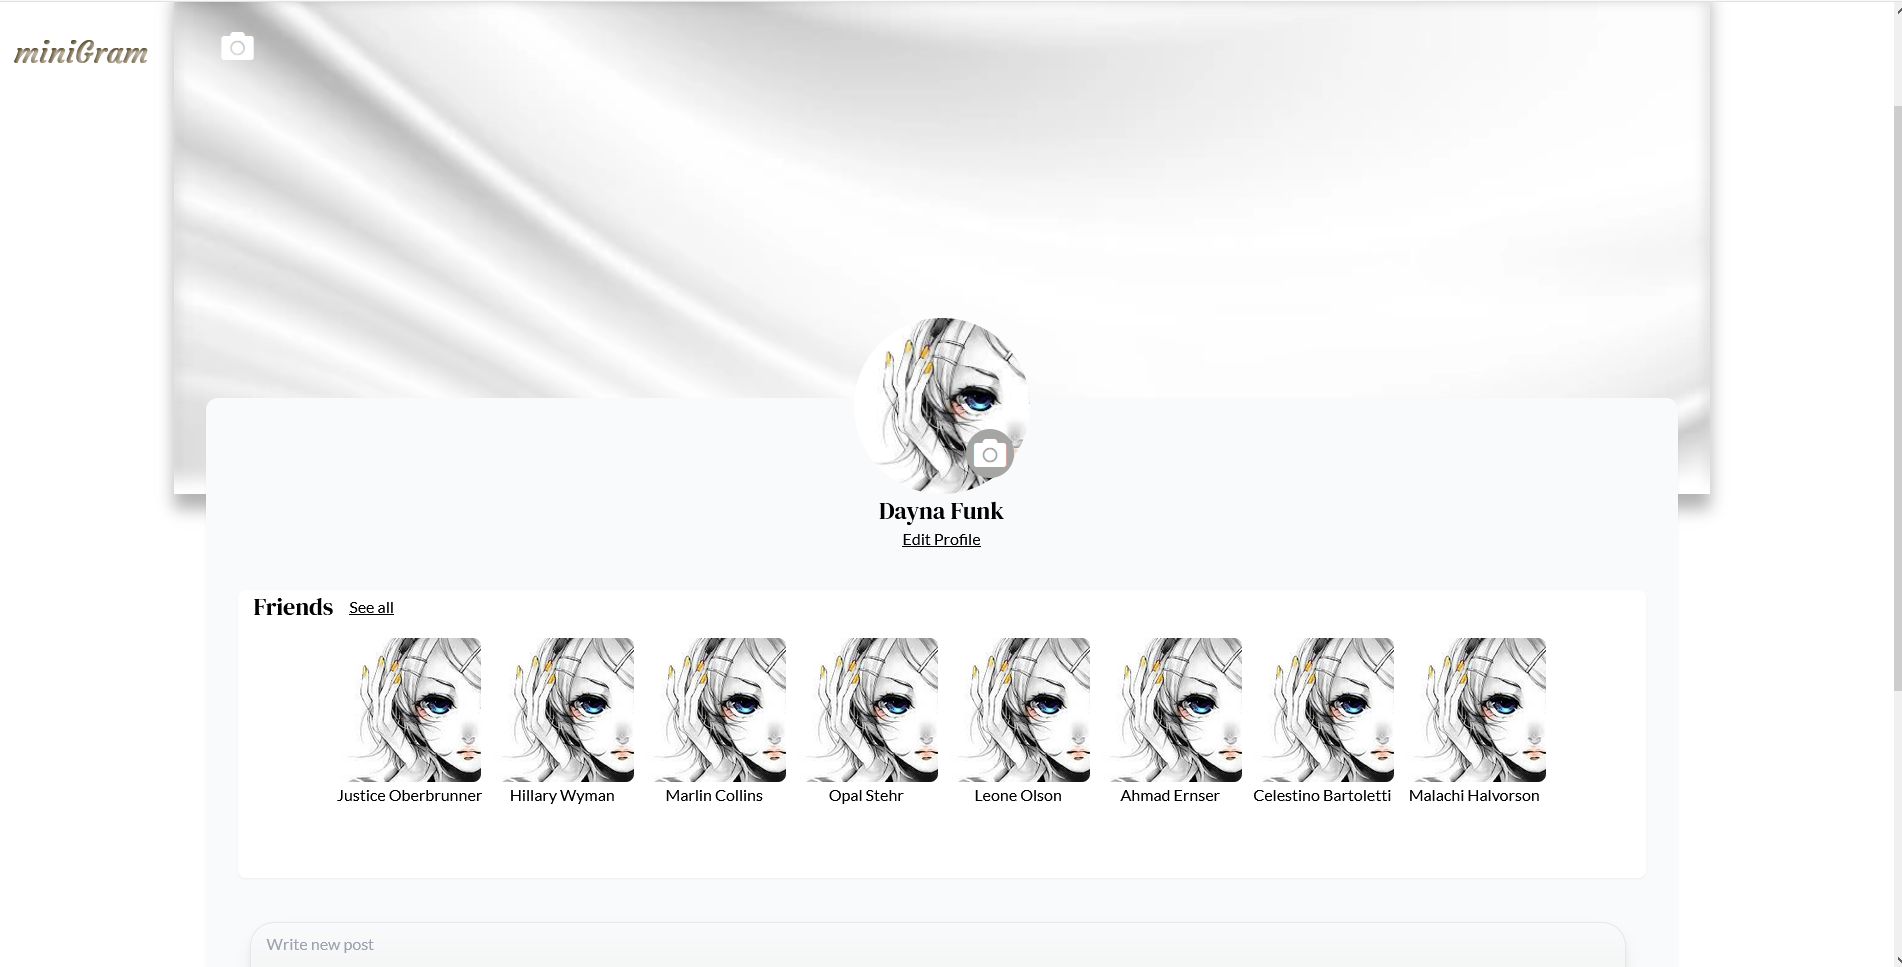 miniGram
Dayna Funk
Edit Profile
Friends See all
Justice Oberbrunner Hillary Wyman Marlin Collins Opal Stehr Leone Olson Ahmad Ernser Celestino Bartoletti Malachi Halvorson
Write new post